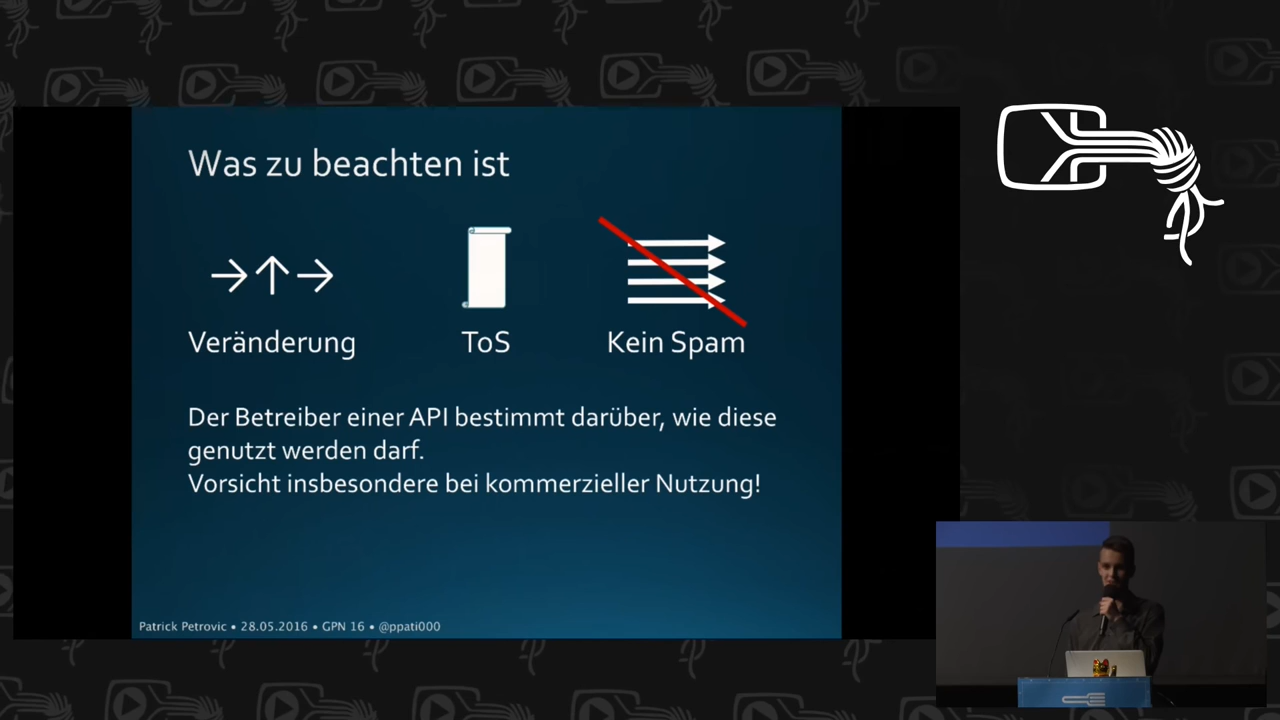 Was zu beachten ist
Veränderung
ToS
Kein Spam
Der Betreiber einer API bestimmt darüber, wie diese
genutzt werden darf.
Vorsicht insbesondere bei kommerzieller Nutzung!
Patrick Petrovic • 28.05.2016 • GPN 16 • @ppati000